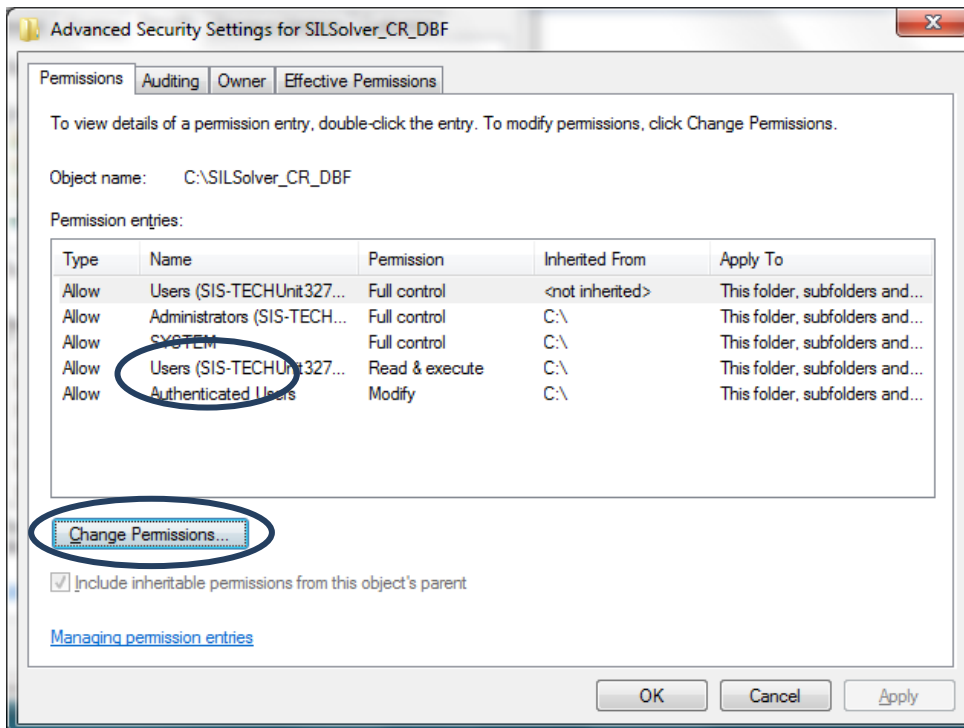 Advanced Security Settings for SILSolver_CR_DBF
x
Permissions Auditing Owner Effective Permissions
To view details of a permission entry, double-click the entry. To modify permissions, click Change Permissions.
Object name: C:\SILSolver_CR_DBF
Permission entries:
Type Name Permission Inherited From Apply To
Allow Users (SIS-TECHUnit327... Full control <not inherited> This folder, subfolders and...
Allow Administrators (SIS-TECH... Full control C:\ This folder, subfolders and...
Allow SYSTEM Full control C:\ This folder, subfolders and...
Allow Users (SIS-TECHUnit327... Read & execute C:\ This folder, subfolders and...
Allow Authenticated Users Modify C:\ This folder, subfolders and...
Change Permissions...
Include inheritable permissions from this object's parent
Managing permission entries
OK Cancel Apply